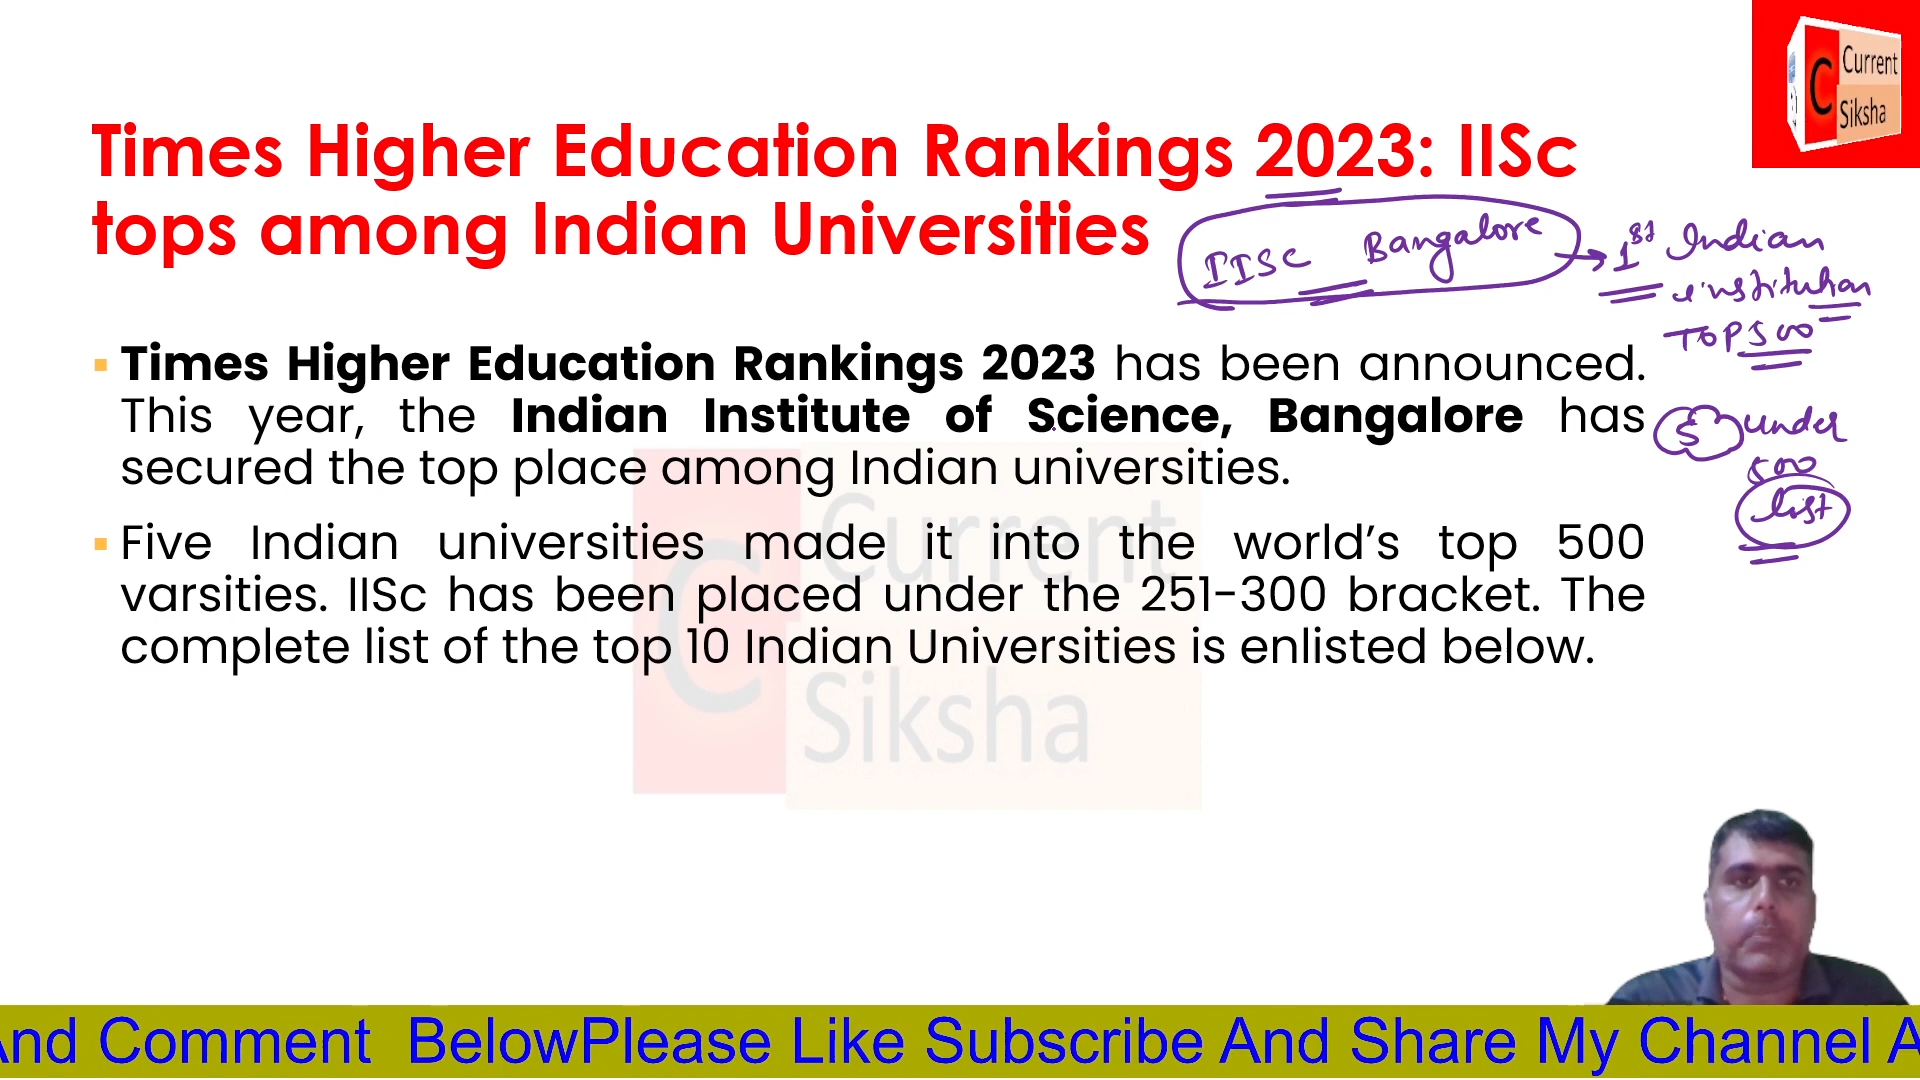 C Current
Siksha
Times Higher Education Rankings 2023: IISc
tops among Indian Universities
IISC Bangalore
1st Indian
institution
TOP 500
▪ Times Higher Education Rankings 2023 has been announced.
This year, the Indian Institute of Science, Bangalore has
secured the top place among Indian universities.
5 under
500
list
▪ Five Indian universities made it into the world’s top 500
varsities. IISc has been placed under the 251-300 bracket. The
complete list of the top 10 Indian Universities is enlisted below.
C Current
Siksha
And Comment BelowPlease Like Subscribe And Share My Channel A